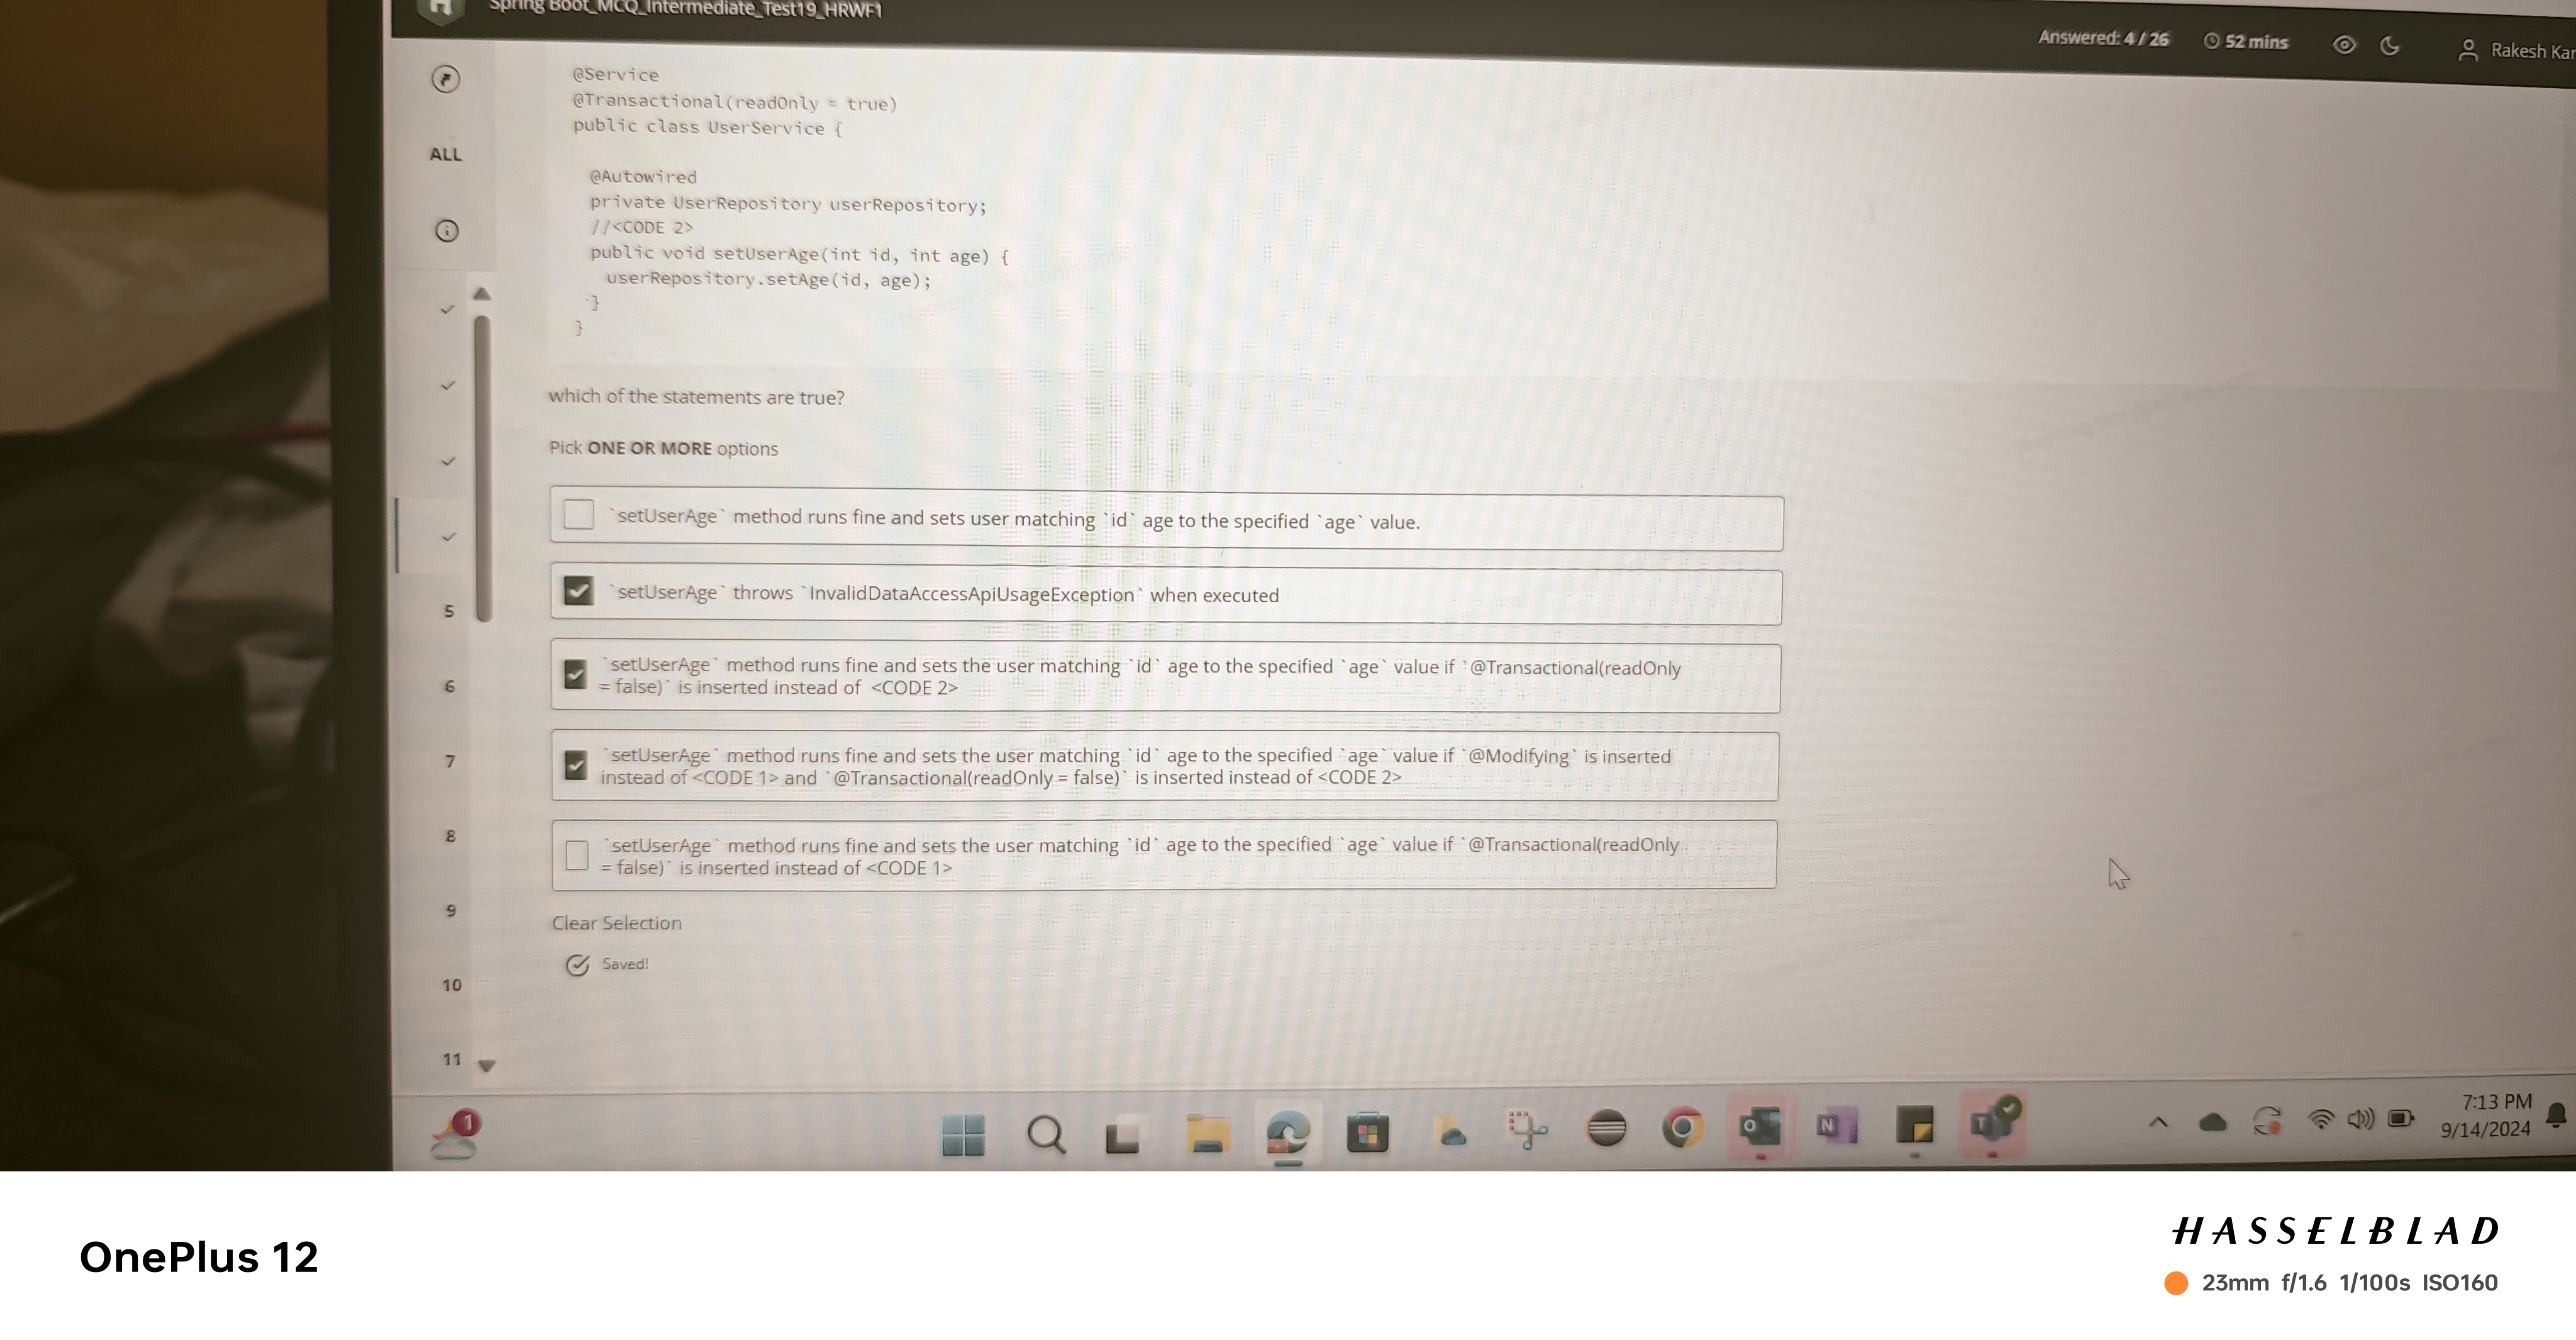 Spring Boot_MCQ_Intermediate_Test19_HRWF1
Answered: 4 / 26
52 mins
Rakesh Kar
ALL
@Service
@Transactional(readOnly = true)
public class UserService {
@Autowired
private UserRepository userRepository;
//<CODE 2>
public void setUserAge(int id, int age) {
userRepository.setAge(id, age);
}
}
HackerRank Confidential
which of the statements are true?
Pick ONE OR MORE options
`setUserAge` method runs fine and sets user matching `id` age to the specified `age` value.
`setUserAge` throws `InvalidDataAccessApiUsageException` when executed
`setUserAge` method runs fine and sets the user matching `id` age to the specified `age` value if `@Transactional(readOnly
= false)` is inserted instead of <CODE 2>
`setUserAge` method runs fine and sets the user matching `id` age to the specified `age` value if `@Modifying` is inserted
instead of <CODE 1> and `@Transactional(readOnly = false)` is inserted instead of <CODE 2>
`setUserAge` method runs fine and sets the user matching `id` age to the specified `age` value if `@Transactional(readOnly
= false)` is inserted instead of <CODE 1>
Clear Selection
Saved!
5
6
7
8
9
10
11
1
7:13 PM
9/14/2024
OnePlus 12
HASSELBLAD
23mm f/1.6 1/100s ISO160